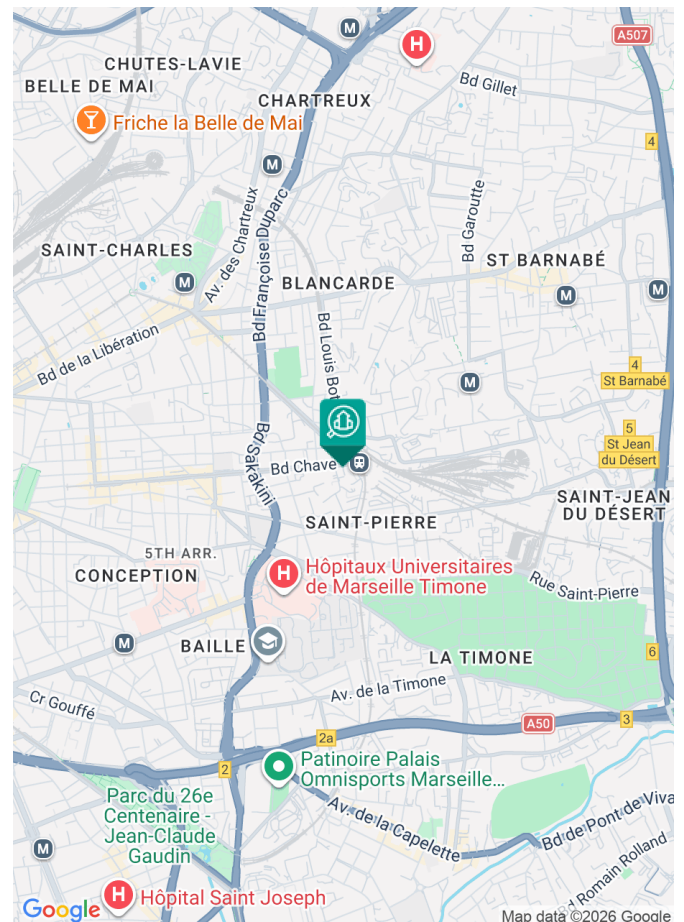 M
H
A507
CHUTES-LAVIE
BELLE DE MAI
CHARTREUX
Bd Gillet
Friche la Belle de Mai
4
M
Bd Françoise Duparc
Av. des Chartreux
Bd Garoutte
SAINT-CHARLES
BLANCARDE
ST BARNABÉ
M
M
M
Bd de la Libération
Bd Louis Bot
4
St Barnabé
M
5
St Jean
du Désert
Bd Sakakini
Bd Chave
SAINT-JEAN
DU DÉSERT
SAINT-PIERRE
5TH ARR.
CONCEPTION
H
Hôpitaux Universitaires
de Marseille Timone
Rue Saint-Pierre
M
BAILLE
LA TIMONE
6
Av. de la Timone
Cr Gouffé
A50
3
2a
2
Patinoire Palais
Omnisports Marseille...
Parc du 26e
Centenaire -
Jean-Claude
Gaudin
Av. de la Capelette
Bd de Pont de Viva
M
d Romain Rolland
H
Hôpital Saint Joseph
Google
Map data ©2026 Google